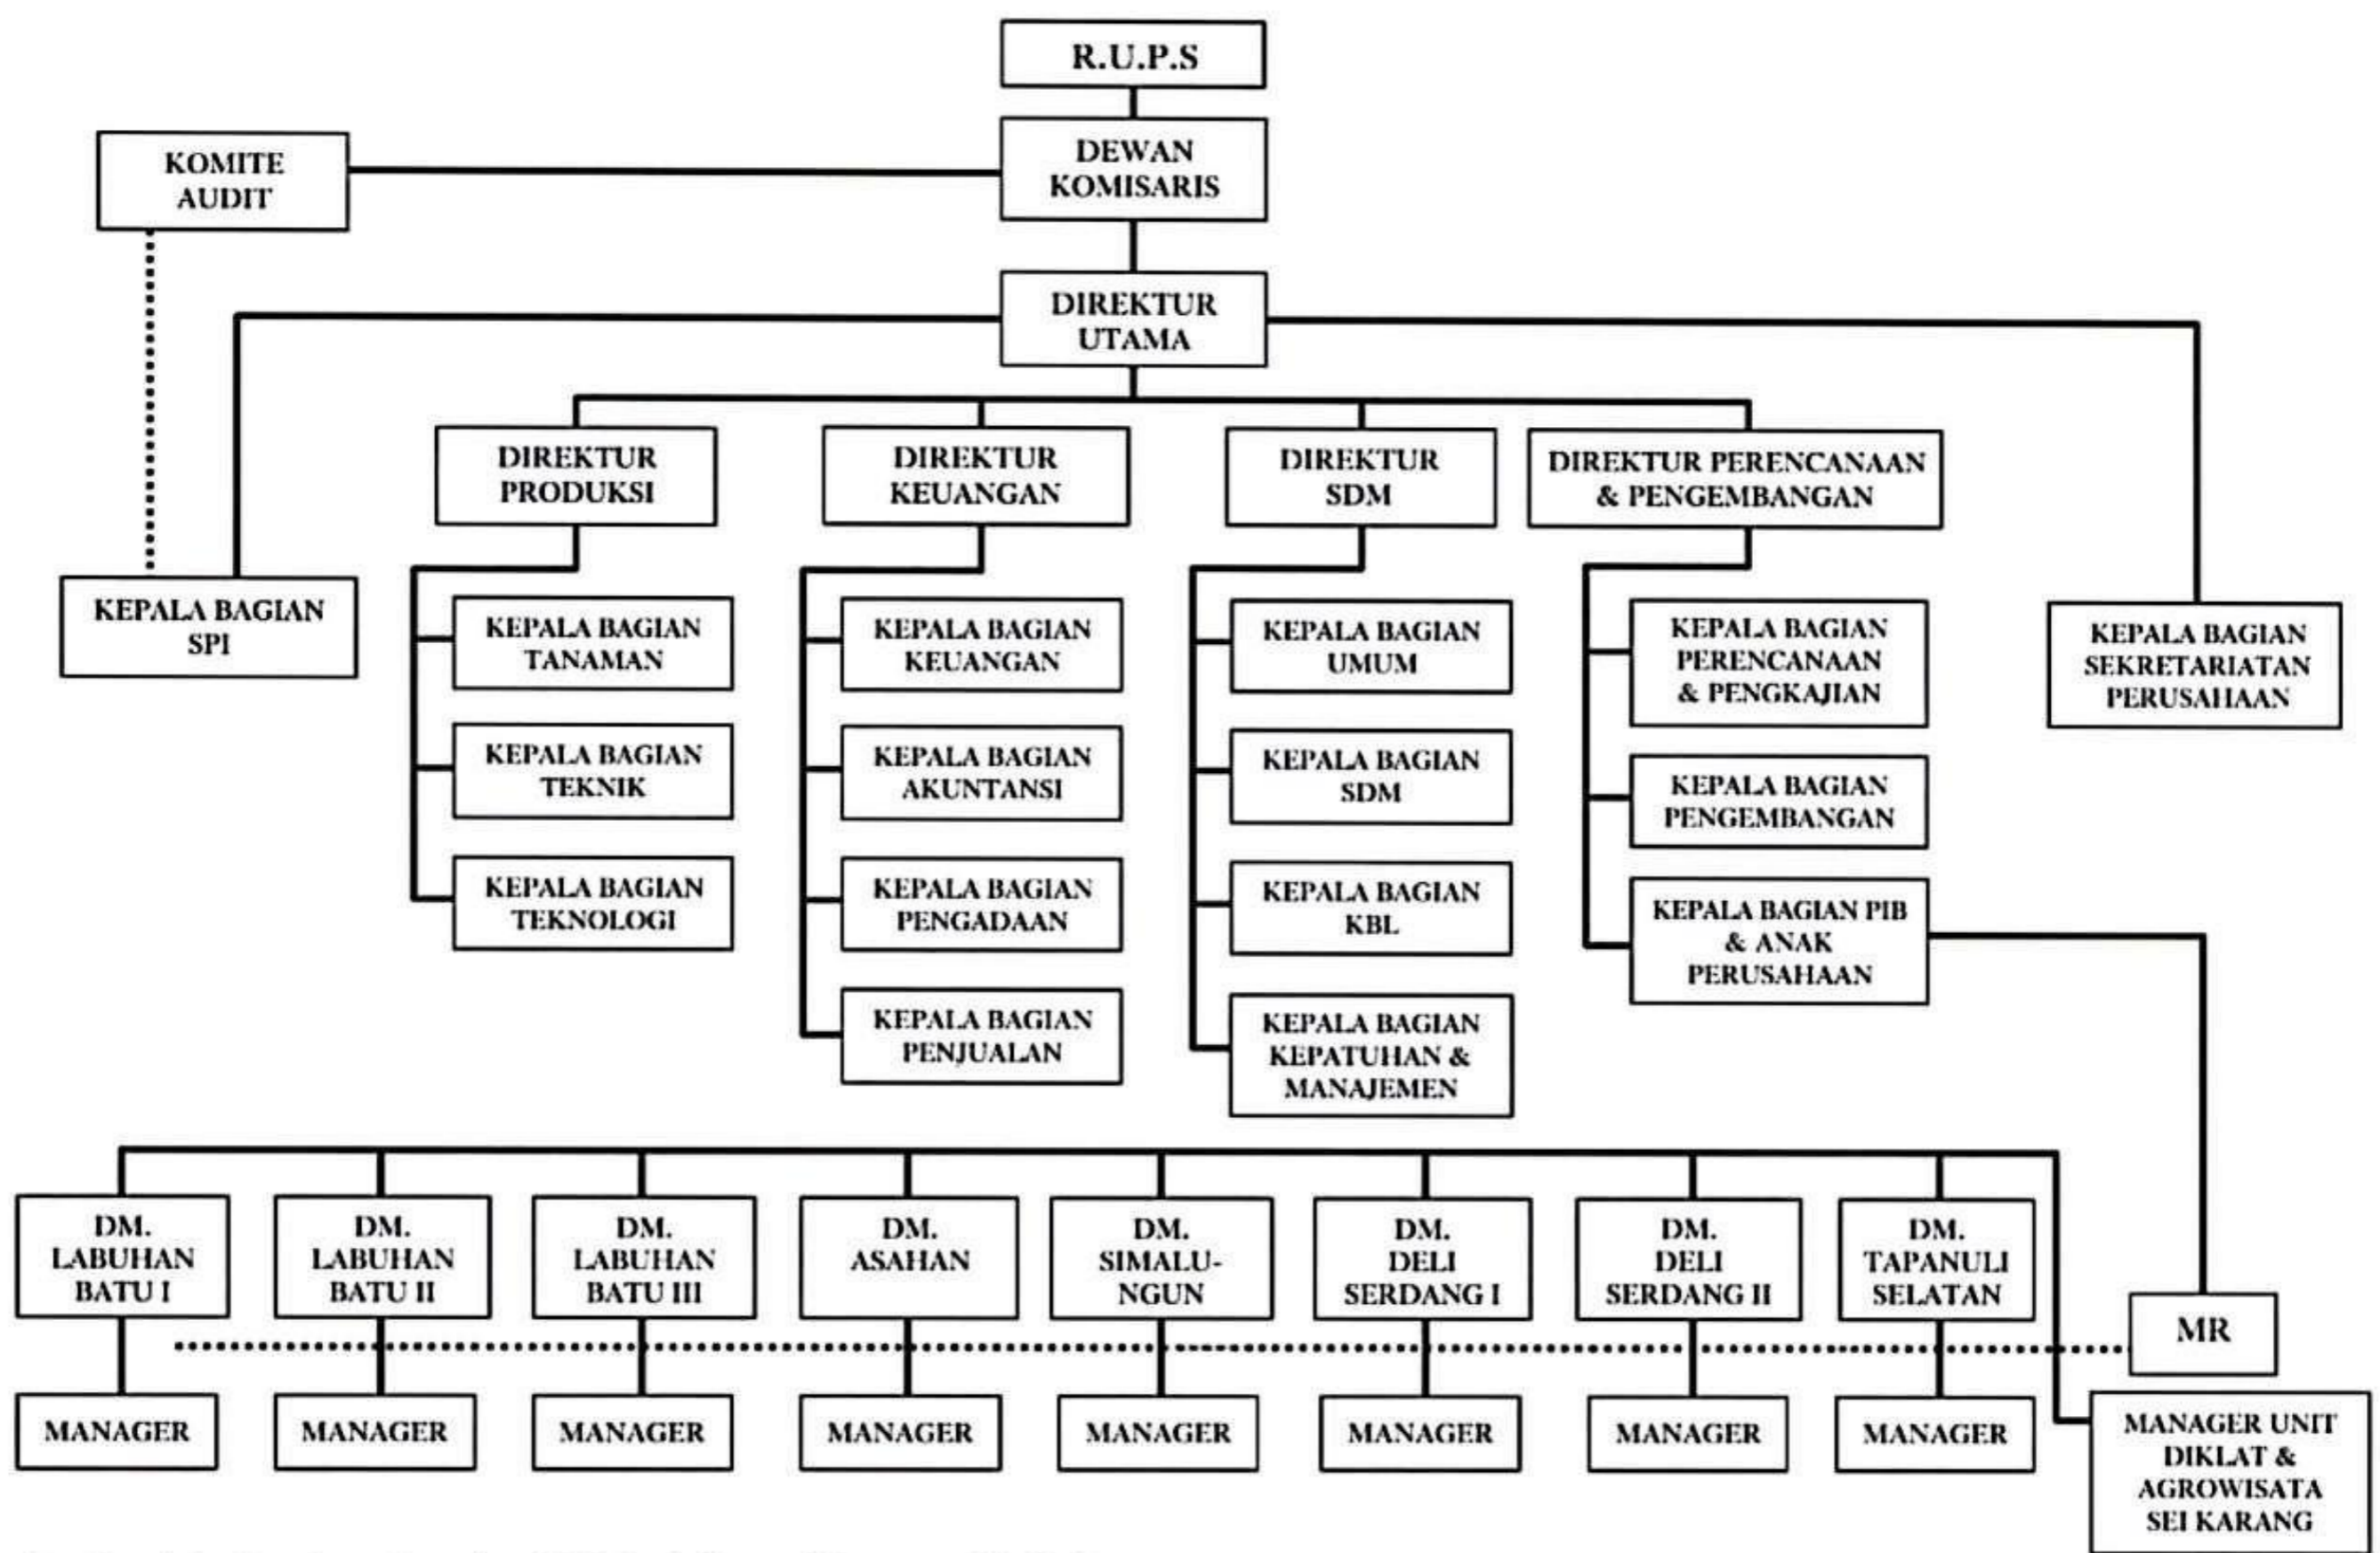 R.U.P.S
KOMITE
AUDIT
DEWAN
KOMISARIS
DIREKTUR
UTAMA
DIREKTUR
PRODUKSI
DIREKTUR
KEUANGAN
DIREKTUR
SDM
DIREKTUR PERENCANAAN
& PENGEMBANGAN
KEPALA BAGIAN
SPI
KEPALA BAGIAN
TANAMAN
KEPALA BAGIAN
TEKNIK
KEPALA BAGIAN
TEKNOLOGI
KEPALA BAGIAN
KEUANGAN
KEPALA BAGIAN
AKUNTANSI
KEPALA BAGIAN
PENGADAAN
KEPALA BAGIAN
PENJUALAN
KEPALA BAGIAN
UMUM
KEPALA BAGIAN
SDM
KEPALA BAGIAN
KBL
KEPALA BAGIAN
KEPATUHAN &
MANAJEMEN
KEPALA BAGIAN
PERENCANAAN
& PENGKAJIAN
KEPALA BAGIAN
PENGEMBANGAN
KEPALA BAGIAN PIB
& ANAK
PERUSAHAAN
KEPALA BAGIAN
SEKRETARIATAN
PERUSAHAAN
DM.
LABUHAN
BATU I
DM.
LABUHAN
BATU II
DM.
LABUHAN
BATU III
DM.
ASAHAN
DM.
SIMALU-
NGUN
DM.
DELI
SERDANG I
DM.
DELI
SERDANG II
DM.
TAPANULI
SELATAN
MR
MANAGER
MANAGER
MANAGER
MANAGER
MANAGER
MANAGER
MANAGER
MANAGER
MANAGER UNIT
DIKLAT &
AGROWISATA
SEI KARANG